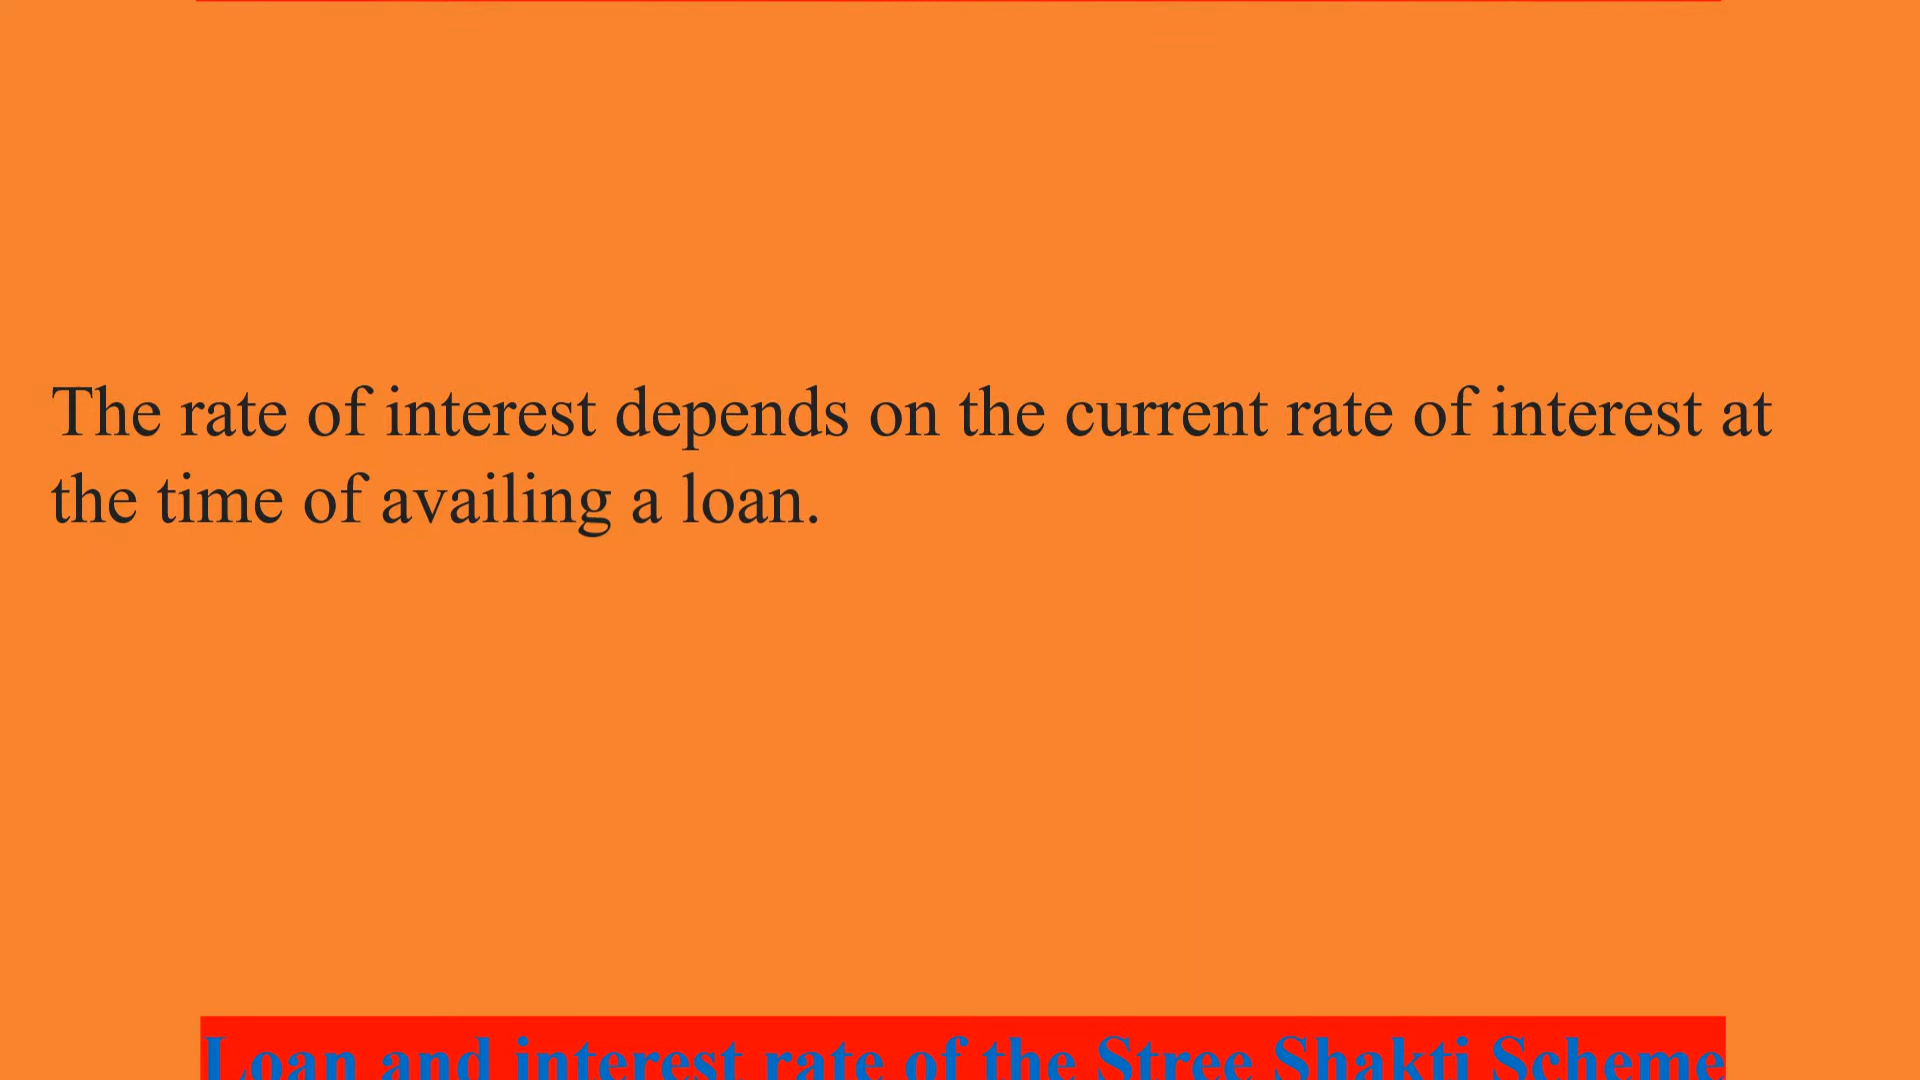 The rate of interest depends on the current rate of interest at
the time of availing a loan.
Loan and interest rate of the Stree Shakti Scheme